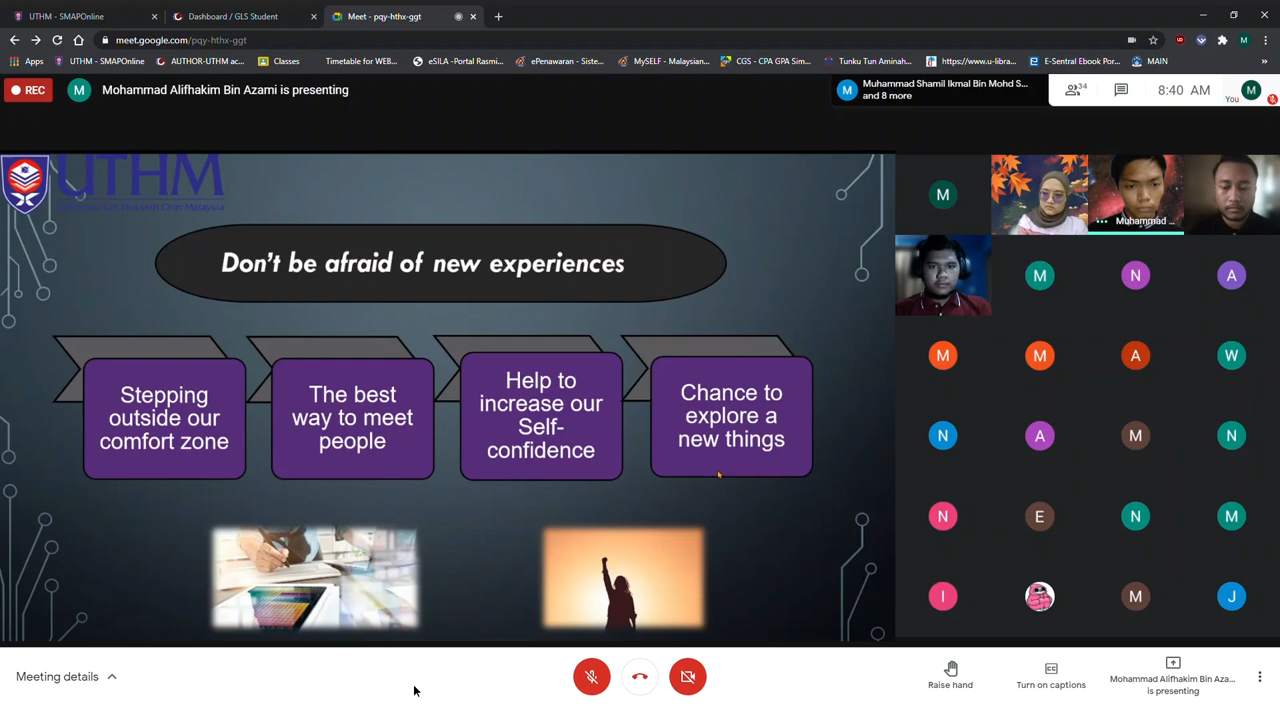 UTHM - SMAPOnline
Dashboard / GLS Student
Meet - pqy-hthx-ggt
meet.google.com/pqy-hthx-ggt
Apps
UTHM - SMAPOnline
AUTHOR-UTHM ac...
Classes
Timetable for WEB...
eSILA -Portal Rasmi...
ePenawaran - Siste...
MySELF - Malaysian...
CGS - CPA GPA Sim...
Tunku Tun Aminah...
https://www.u-libra...
E-Sentral Ebook Por...
MAIN
REC
M
Mohammad Alifhakim Bin Azami is presenting
M
Muhammad Shamil Ikmal Bin Mohd S...
and 8 more
34
8:40 AM
You
M
UTHM
Don't be afraid of new experiences
Stepping
outside our
comfort zone
The best
way to meet
people
Help to
increase our
Self-
confidence
Chance to
explore a
new things
M
Muhammad ...
M
N
A
M
M
A
W
N
A
M
N
N
E
N
M
I
M
J
Meeting details
Raise hand
Turn on captions
Mohammad Alifhakim Bin Aza...
is presenting